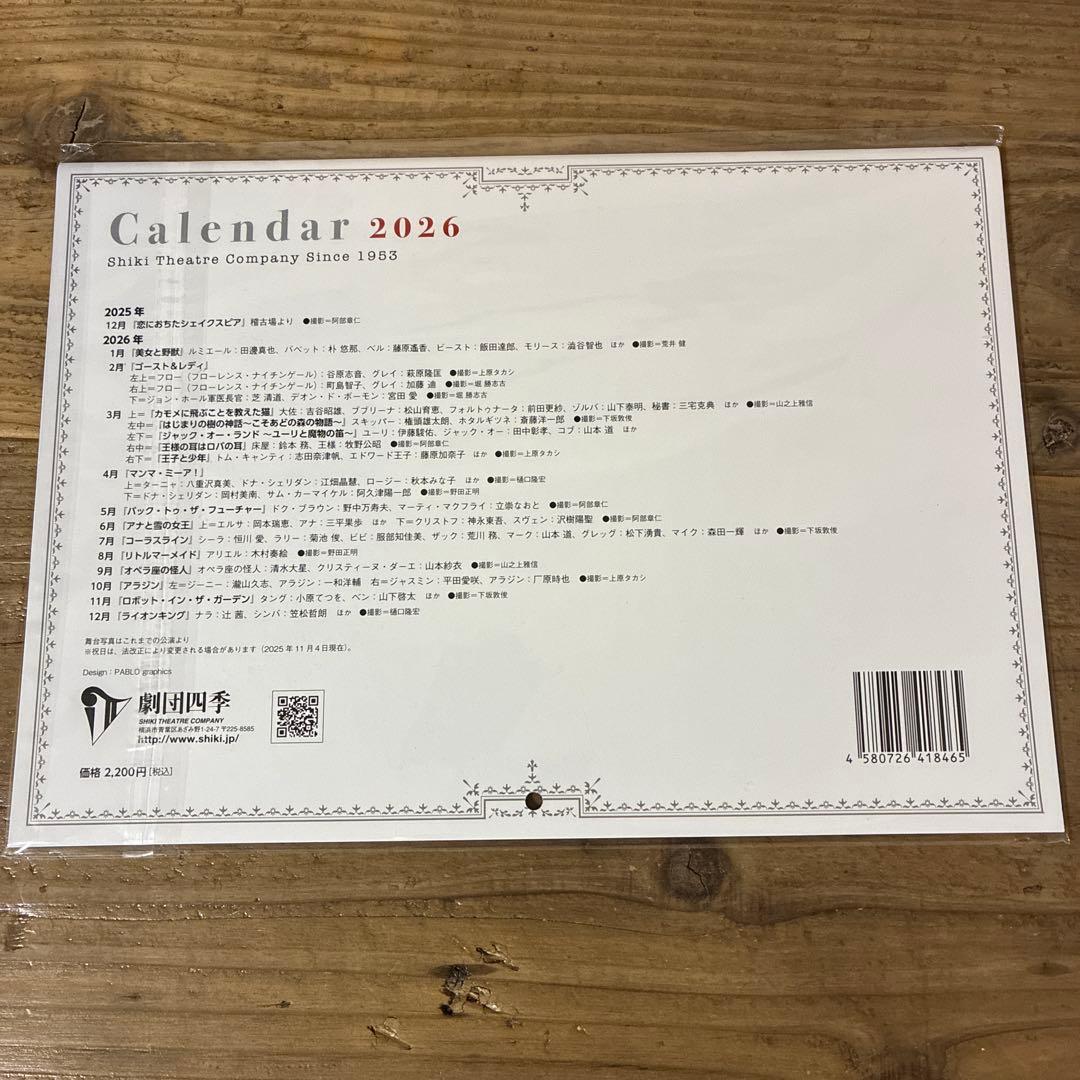 Calendar 2026
Shiki Theatre Company Since 1953
2025年
12月『恋におちたシェイクスピア』稽古場より ●撮影=阿部章仁
2026年
1月『美女と野獣』ルミエール:田邊真也、バベット:朴 悠那、ベル:藤原遙香、ビースト:飯田達郎、モリース:澁谷智也 ほか ●撮影=荒井 健
2月『ゴースト&レディ』
左上=フロー(フローレンス・ナイチンゲール):谷原志音、グレイ:萩原隆匡 ●撮影=上原タカシ
右上=フロー(フローレンス・ナイチンゲール):町島智子、グレイ:加藤 迪 ●撮影=堀 勝志古
下=ジョン・ホール軍医長官:芝 清道、デオン・ド・ボーモン:宮田 愛 ●撮影=堀 勝志古
3月 上=『カモメに飛ぶことを教えた猫』大佐:吉谷昭雄、ブブリーナ:松山育恵、フォルトゥナータ:前田更紗、ゾルバ:山下泰明、秘書:三宅克典 ほか ●撮影=山之上雅信
左中=『はじまりの樹の神話〜こそあどの森の物語〜』スキッパー:権頭雄太朗、ホタルギツネ:斎藤洋一郎 ●撮影=下坂敦俊
左下=『ジャック・オー・ランド 〜ユーリと魔物の笛〜』ユーリ:伊藤駿佑、ジャック・オー:田中彰孝、コブ:山本 道 ほか
右中=『王様の耳はロバの耳』床屋:鈴木 務、王様:牧野公昭 ●撮影=阿部章仁
右下=『王子と少年』トム・キャンティ:志田奈津帆、エドワード王子:藤原加奈子 ほか ●撮影=上原タカシ
4月『マンマ・ミーア!』
上=ターニャ:八重沢真美、ドナ・シェリダン:江畑晶慧、ロージー:秋本みな子 ほか ●撮影=樋口隆宏
下=ドナ・シェリダン:岡村美南、サム・カーマイケル:阿久津陽一郎 ●撮影=野田正明
5月『バック・トゥ・ザ・フューチャー』ドク・ブラウン:野中万寿夫、マーティ・マクフライ:立崇なおと ●撮影=阿部章仁
6月『アナと雪の女王』上=エルサ:岡本瑞恵、アナ:三平果歩 ほか 下=クリストフ:神永東吾、スヴェン:沢樹陽聖 ●撮影=阿部章仁
7月『コーラスライン』シーラ:恒川 愛、ラリー:菊池 俊、ビビ:服部知佳美、ザック:荒川 務、マーク:山本 道、グレッグ:松下湧貴、マイク:森田一輝 ほか ●撮影=下坂敦俊
8月『リトルマーメイド』アリエル:木村奏絵 ●撮影=野田正明
9月『オペラ座の怪人』オペラ座の怪人:清水大星、クリスティーヌ・ダーエ:山本紗衣 ●撮影=山之上雅信
10月『アラジン』左=ジーニー:瀧山久志、アラジン:一和洋輔 右=ジャスミン:平田愛咲、アラジン:厂原時也 ●撮影=上原タカシ
11月『ロボット・イン・ザ・ガーデン』タング:小原てつを、ベン:山下啓太 ほか ●撮影=下坂敦俊
12月『ライオンキング』ナラ:辻 茜、シンバ:笠松哲朗 ほか ●撮影=樋口隆宏
舞台写真はこれまでの公演より
※祝日は、法改正により変更される場合があります(2025年11月4日現在)。
Design:PABLO graphics
劇団四季
SHIKI THEATRE COMPANY
横浜市青葉区あざみ野1-24-7 〒225-8585
http://www.shiki.jp/
価格 2,200円[税込]
4 580726 418465